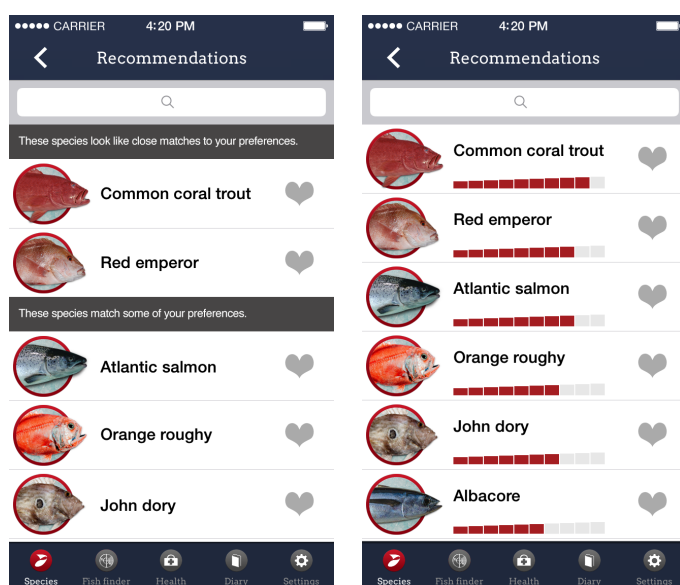 CARRIER 4:20 PM
Recommendations
These species look like close matches to your preferences.
Common coral trout
Red emperor
These species match some of your preferences.
Atlantic salmon
Orange roughy
John dory
Species Fish finder Health Diary Settings
CARRIER 4:20 PM
Recommendations
Common coral trout
Red emperor
Atlantic salmon
Orange roughy
John dory
Albacore
Species Fish finder Health Diary Settings